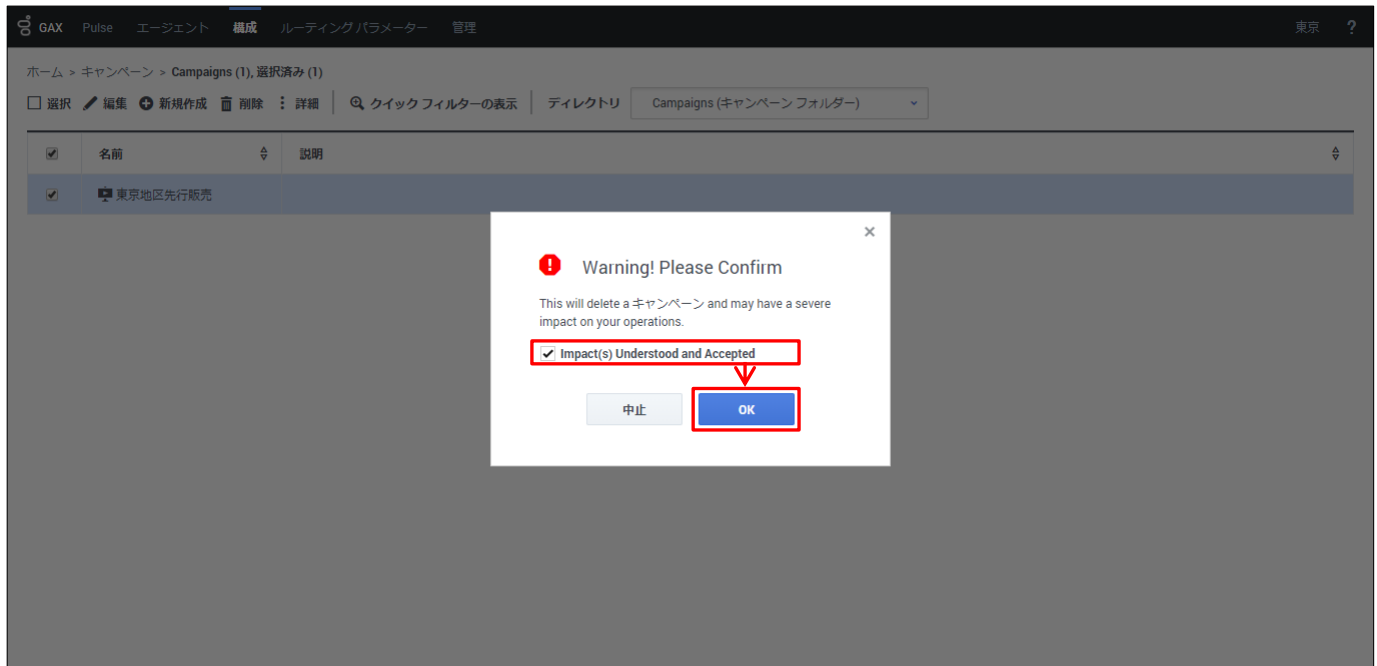 GAX Pulse エージェント 構成 ルーティング パラメーター 管理 東京 ?
ホーム > キャンペーン > Campaigns (1), 選択済み (1)
選択 編集 新規作成 削除 詳細 クイック フィルターの表示 ディレクトリ Campaigns (キャンペーン フォルダー)
名前 説明
東京地区先行販売
Warning! Please Confirm
This will delete a キャンペーン and may have a severe
impact on your operations.
Impact(s) Understood and Accepted
中止 OK